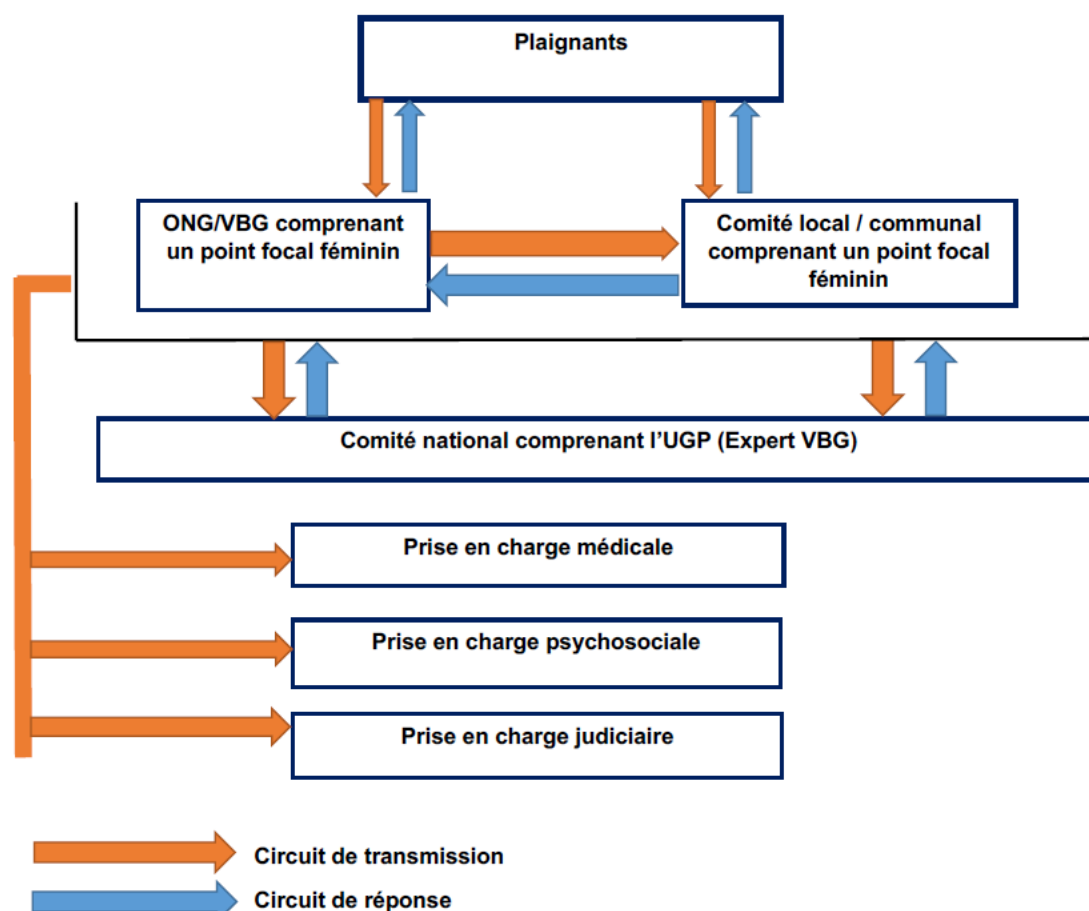 Plaignants
ONG/VBG comprenant
un point focal féminin
Comité local / communal
comprenant un point focal
féminin
Comité national comprenant l'UGP (Expert VBG)
Prise en charge médicale
Prise en charge psychosociale
Prise en charge judiciaire
Circuit de transmission
Circuit de réponse